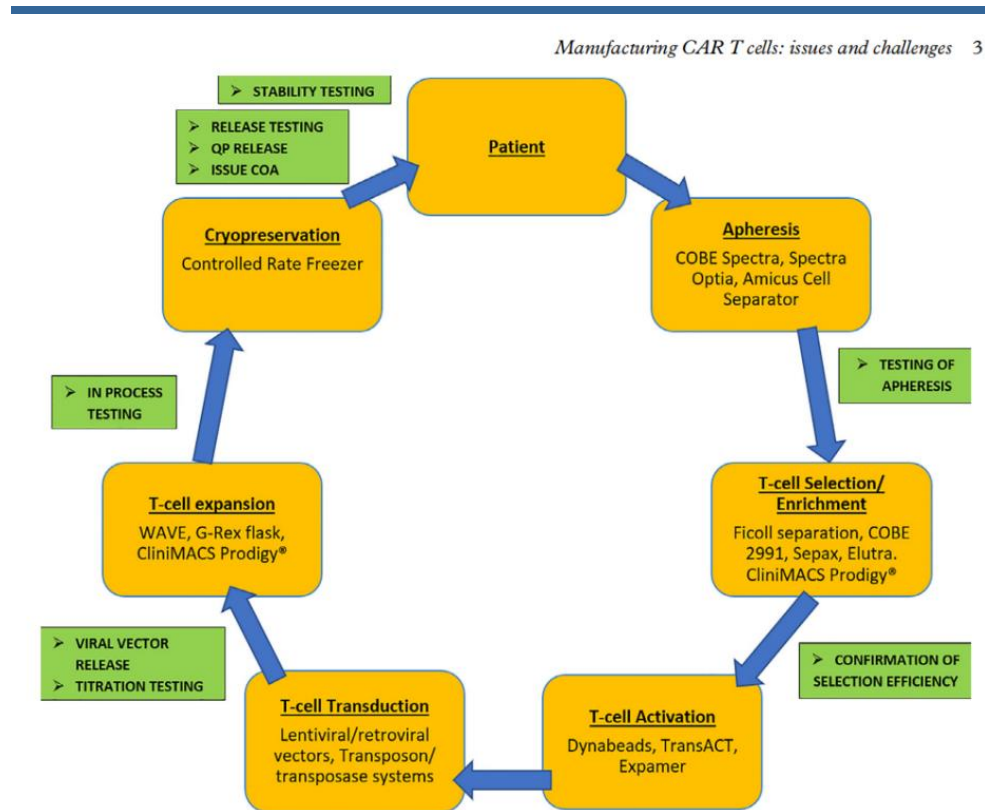 Manufacturing CAR T cells: issues and challenges 3
➢ STABILITY TESTING
➢ RELEASE TESTING
➢ QP RELEASE
➢ ISSUE COA
Patient
Cryopreservation
Controlled Rate Freezer
Apheresis
COBE Spectra, Spectra
Optia, Amicus Cell
Separator
➢ IN PROCESS
TESTING
➢ TESTING OF
APHERESIS
T-cell expansion
WAVE, G-Rex flask,
CliniMACS Prodigy®
T-cell Selection/
Enrichment
Ficoll separation, COBE
2991, Sepax, Elutra.
CliniMACS Prodigy®
➢ VIRAL VECTOR
RELEASE
➢ TITRATION TESTING
➢ CONFIRMATION OF
SELECTION EFFICIENCY
T-cell Transduction
Lentiviral/retroviral
vectors, Transposon/
transposase systems
T-cell Activation
Dynabeads, TransACT,
Expamer